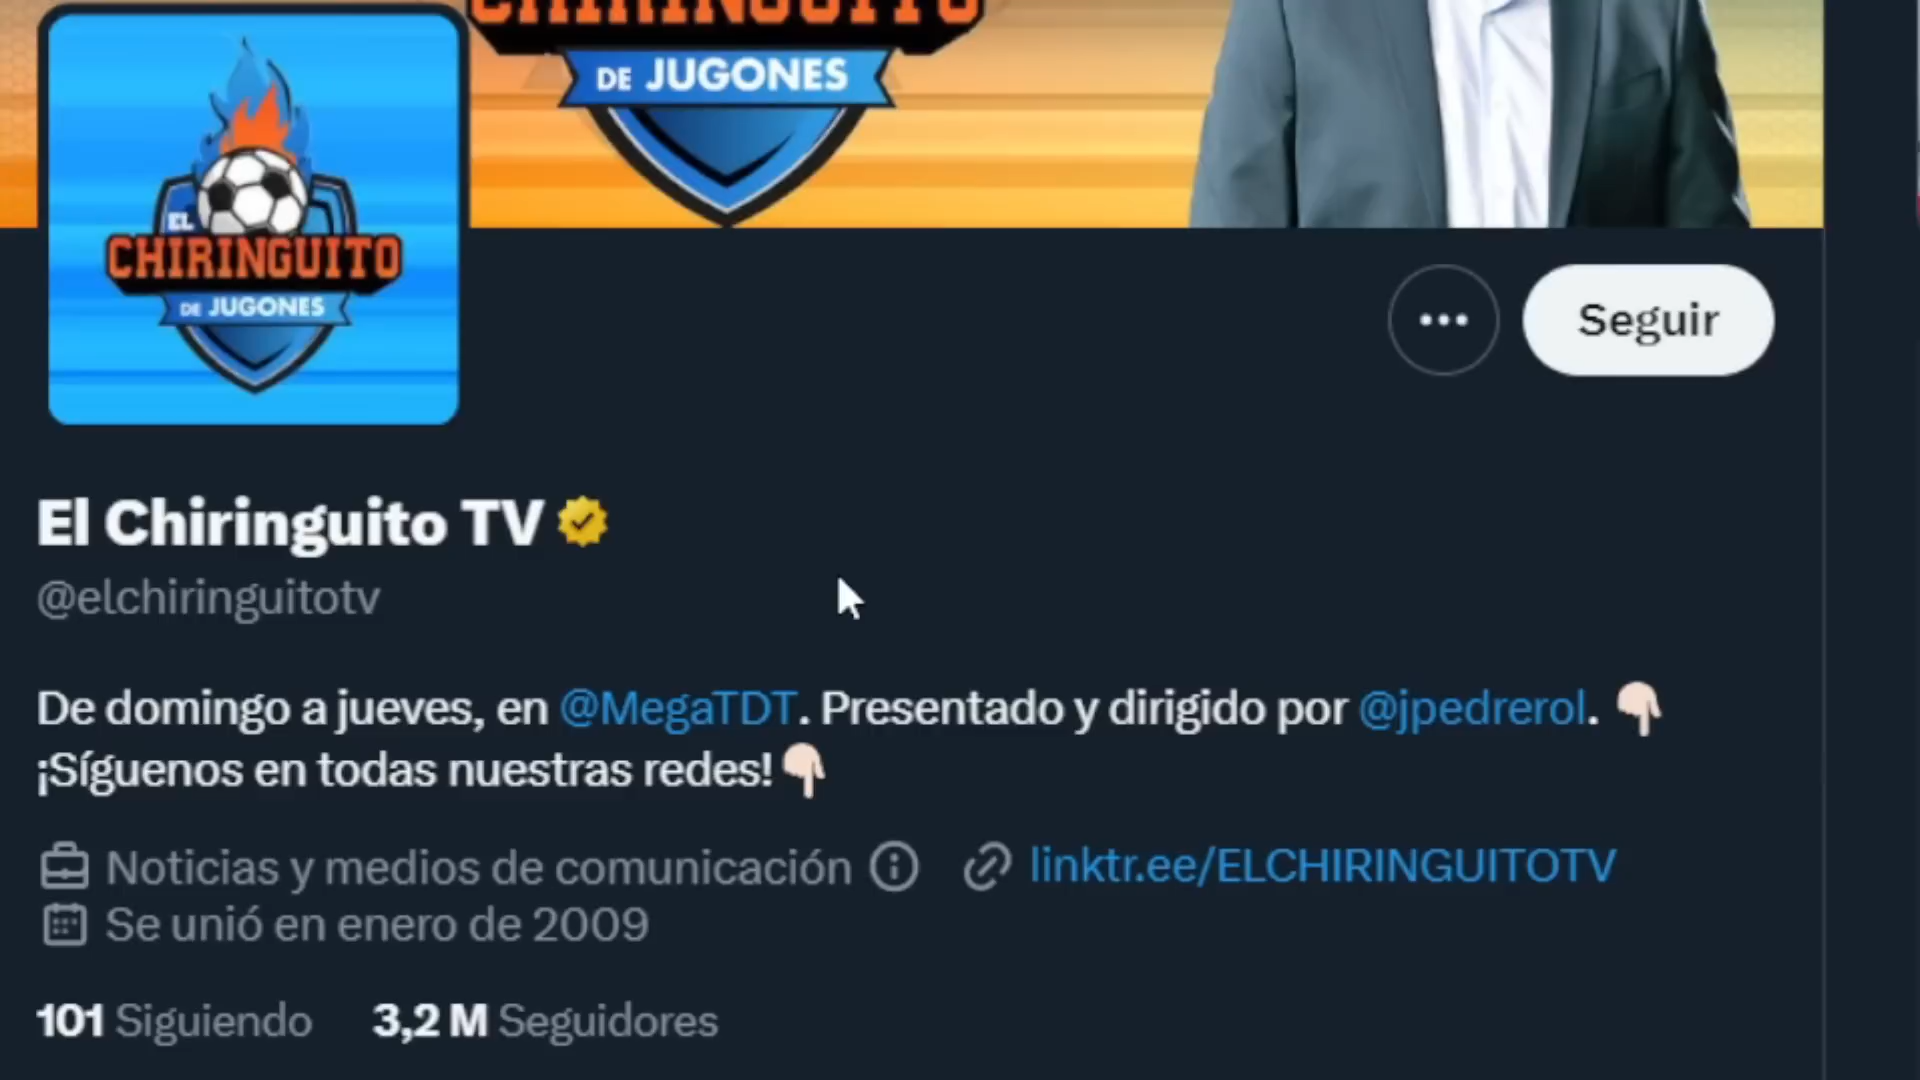 CHIRINGUITO
DE JUGONES
EL
CHIRINGUITO
DE JUGONES
Seguir
El Chiringuito TV
@elchiringuitotv
De domingo a jueves, en @MegaTDT. Presentado y dirigido por @jpedrerol. 👇🏻
¡Síguenos en todas nuestras redes!👇🏻
Noticias y medios de comunicación
linktr.ee/ELCHIRINGUITOTV
Se unió en enero de 2009
101 Siguiendo 3,2 M Seguidores